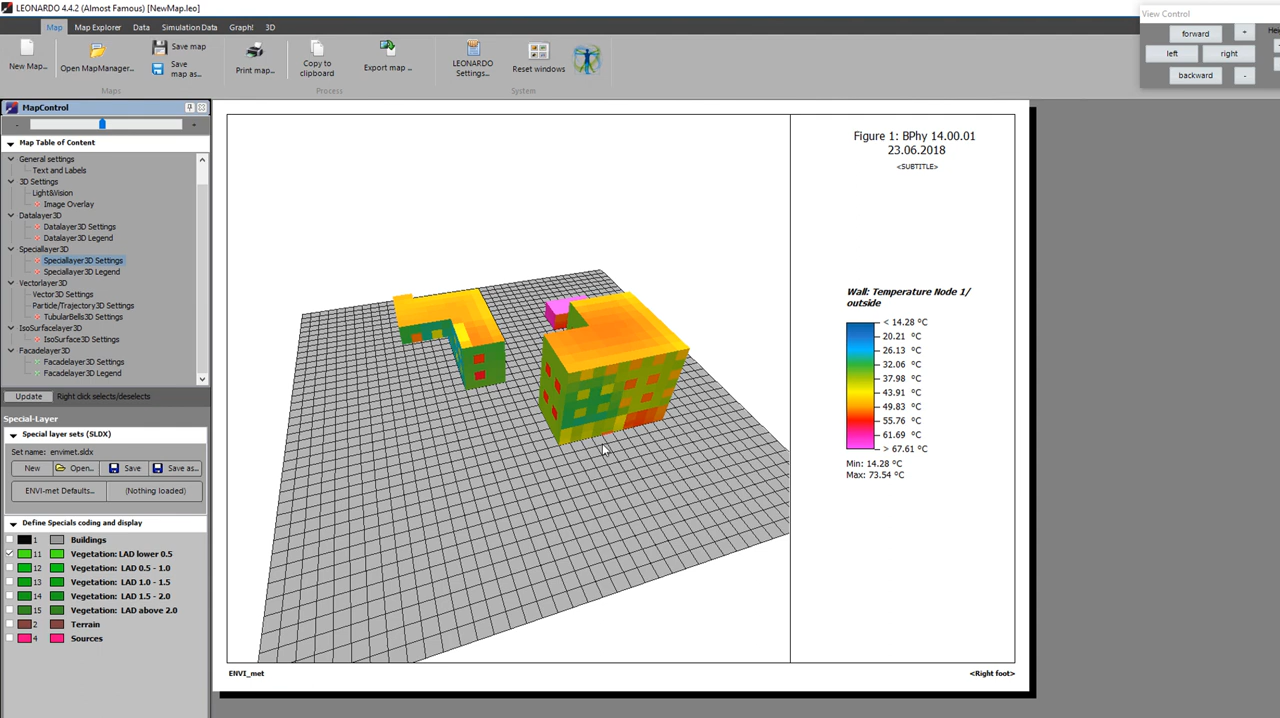 LEONARDO 4.4.2 (Almost Famous) [NewMap.leo]
Map Map Explorer Data Simulation Data Graph! 3D
New Map... Open MapManager... Save map Save map as... Print map... Copy to clipboard Export map ... LEONARDO Settings... Reset windows
Maps Process System
View Control
forward +
left right
backward -
MapControl
- +
Map Table of Content
General settings
Text and Labels
3D Settings
Light&Vision
Image Overlay
Datalayer3D
Datalayer3D Settings
Datalayer3D Legend
Speciallayer3D
Speciallayer3D Settings
Speciallayer3D Legend
Vectorlayer3D
Vector3D Settings
Particle/Trajectory3D Settings
TubularBells3D Settings
IsoSurfacelayer3D
IsoSurface3D Settings
Facadelayer3D
Facadelayer3D Settings
Facadelayer3D Legend
Update Right click selects/deselects
Special-Layer
Special layer sets (SLDX)
Set name: envimet.sldx
New Open... Save Save as...
ENVI-met Defaults... (Nothing loaded)
Define Specials coding and display
1 Buildings
11 Vegetation: LAD lower 0.5
12 Vegetation: LAD 0.5 - 1.0
13 Vegetation: LAD 1.0 - 1.5
14 Vegetation: LAD 1.5 - 2.0
15 Vegetation: LAD above 2.0
2 Terrain
4 Sources
Figure 1: BPhy 14.00.01
23.06.2018
<SUBTITLE>
Wall: Temperature Node 1/
outside
< 14.28 °C
20.21 °C
26.13 °C
32.06 °C
37.98 °C
43.91 °C
49.83 °C
55.76 °C
61.69 °C
> 67.61 °C
Min: 14.28 °C
Max: 73.54 °C
ENVI_met
<Right foot>